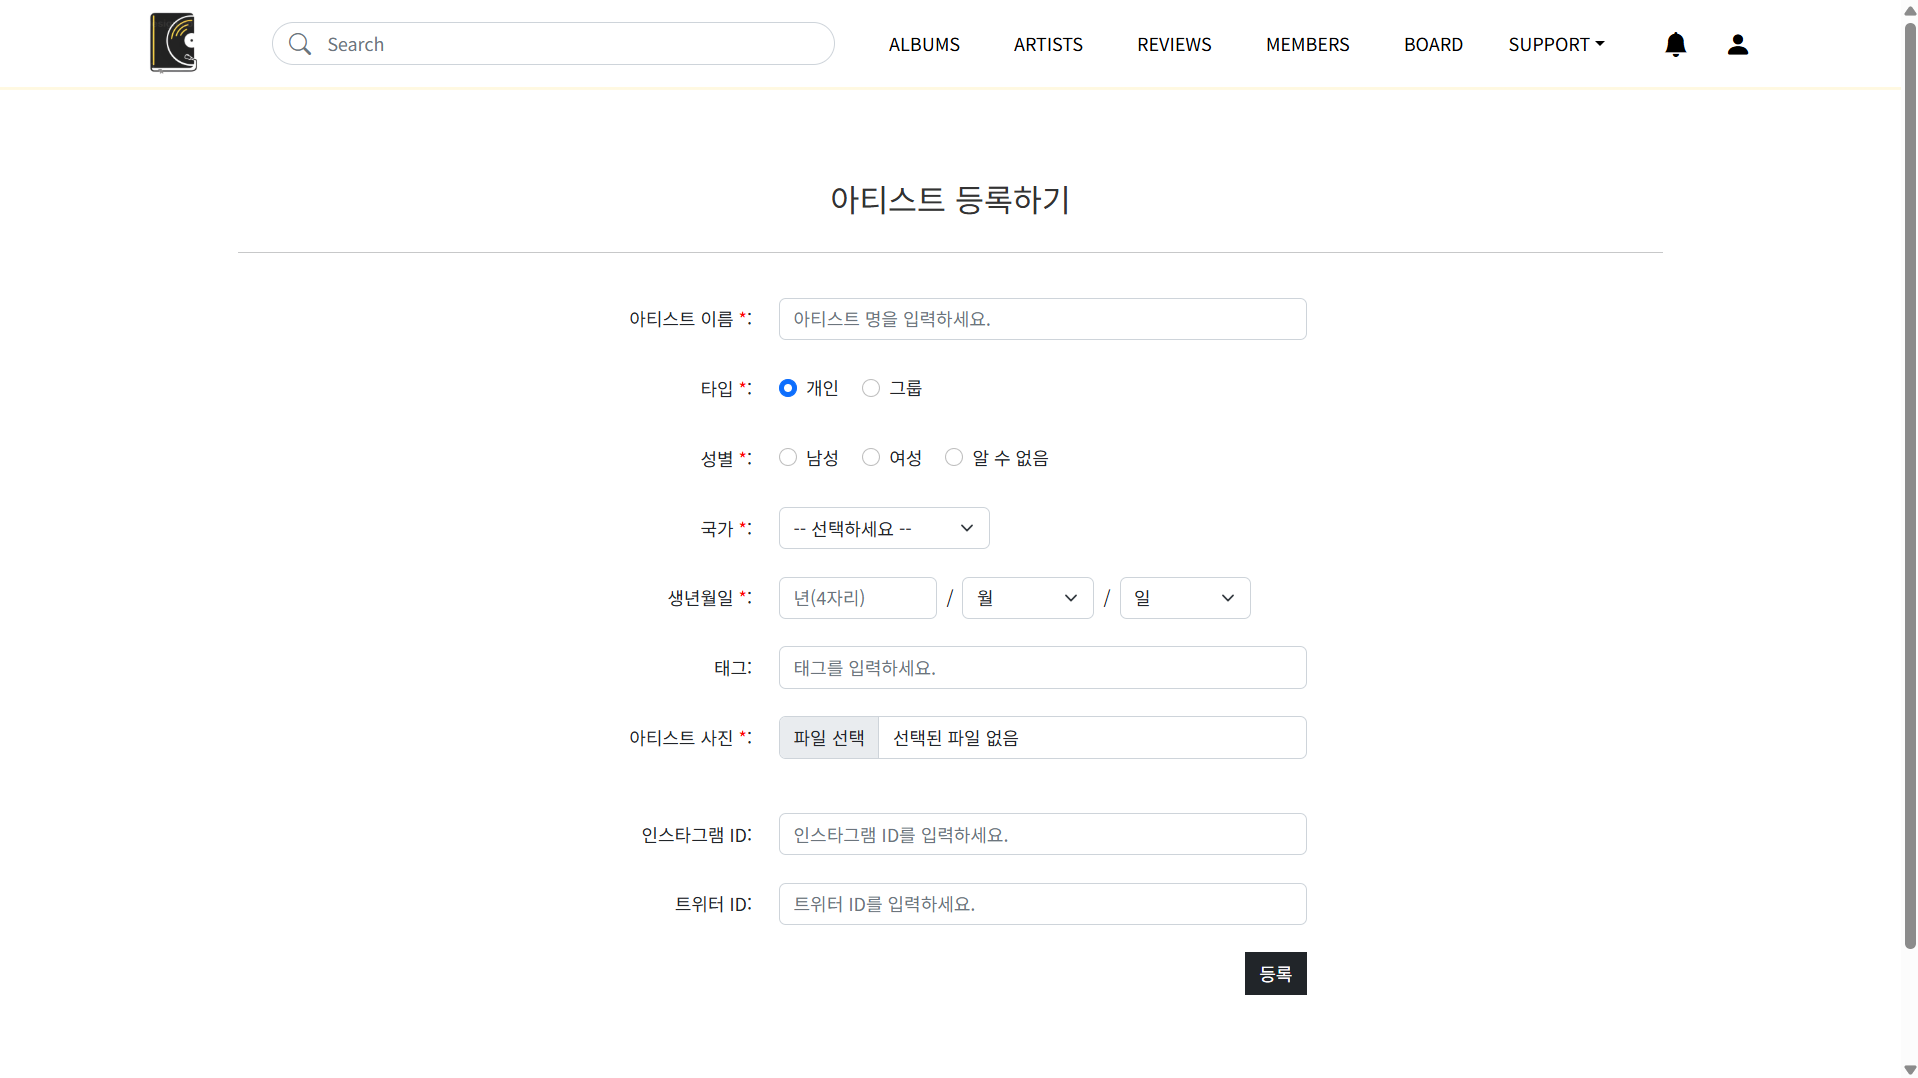 Search ALBUMS ARTISTS REVIEWS MEMBERS BOARD SUPPORT
아티스트 등록하기
아티스트 이름 *: 아티스트 명을 입력하세요.
타입 *: 개인 그룹
성별 *: 남성 여성 알 수 없음
국가 *: -- 선택하세요 --
생년월일 *: 년(4자리) / 월 / 일
태그: 태그를 입력하세요.
아티스트 사진 *: 파일 선택 선택된 파일 없음
인스타그램 ID: 인스타그램 ID를 입력하세요.
트위터 ID: 트위터 ID를 입력하세요.
등록